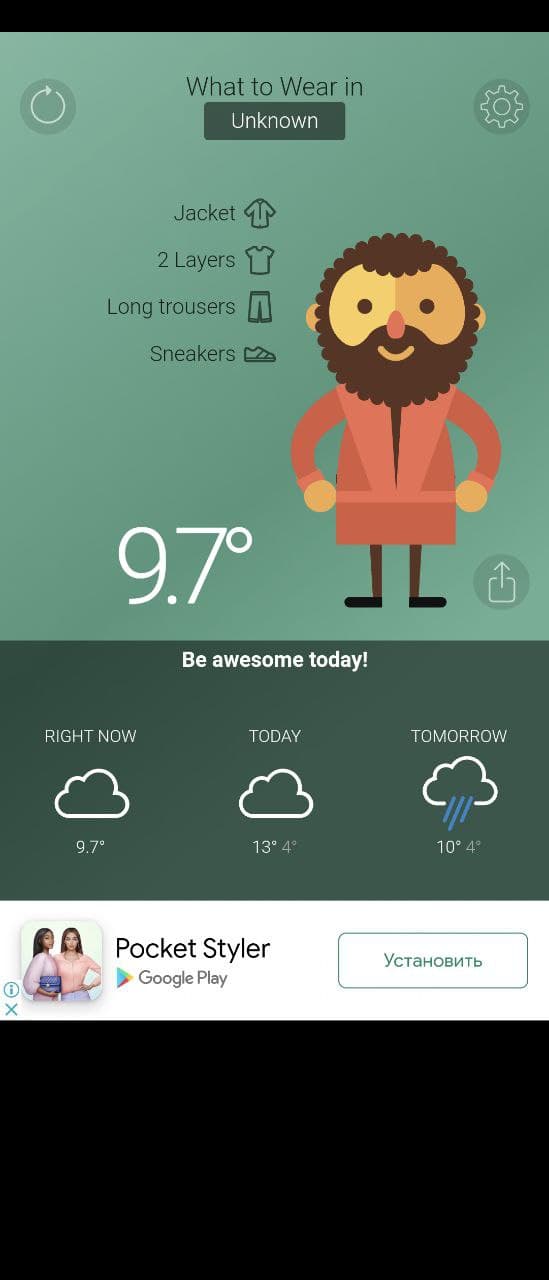 What to Wear in
Unknown
Jacket
2 Layers
Long trousers
Sneakers
9.7°
Be awesome today!
RIGHT NOW
TODAY
TOMORROW
9.7°
13° 4°
10° 4°
Pocket Styler
Google Play
Установить